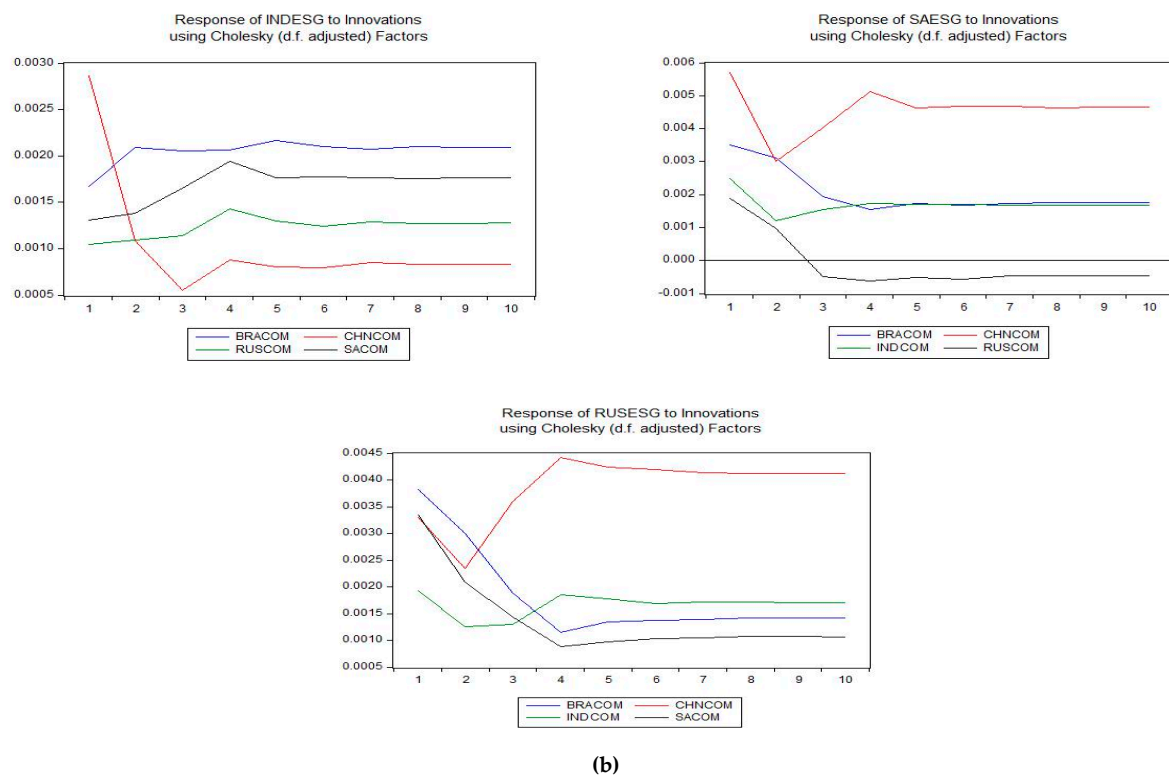 Response of INDESG to Innovations
using Cholesky (d.f. adjusted) Factors
0.0030
0.0025
0.0020
0.0015
0.0010
0.0005
1 2 3 4 5 6 7 8 9 10
BRACOM CHNCOM
RUSCOM SACOM
Response of SAESG to Innovations
using Cholesky (d.f. adjusted) Factors
0.006
0.005
0.004
0.003
0.002
0.001
0.000
-0.001
1 2 3 4 5 6 7 8 9 10
BRACOM CHNCOM
INDCOM RUSCOM
Response of RUSESG to Innovations
using Cholesky (d.f. adjusted) Factors
0.0045
0.0040
0.0035
0.0030
0.0025
0.0020
0.0015
0.0010
0.0005
1 2 3 4 5 6 7 8 9 10
BRACOM CHNCOM
INDCOM SACOM
(b)